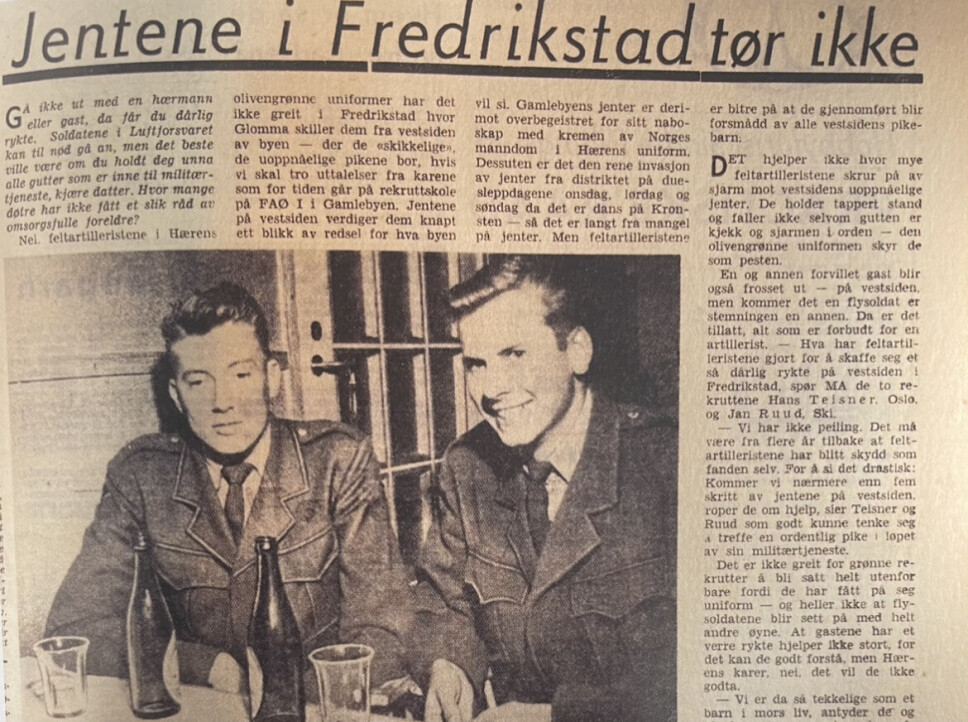 Jentene i Fredrikstad tør ikke
GÅ ikke ut med en hærmann
eller gast, da får du dårlig
rykte. Soldatene i Luftforsvaret
kan til nød gå an, men det beste
ville være om du holdt deg unna
alle gutter som er inne til militær-
tjeneste, kjære datter. Hvor mange
døtre har ikke fått et slik råd av
omsorgsfulle foreldre?
Nei, feltartilleristene i Hærens
olivengrønne uniformer har det
ikke greit i Fredrikstad hvor
Glomma skiller dem fra vestsiden
av byen — der de «skikkelige»,
de uoppnåelige pikene bor, hvis
vi skal tro uttalelser fra karene
som for tiden går på rekruttskole
på FAØ I i Gamlebyen. Jentene
på vestsiden verdiger dem knapt
ett blikk av redsel for hva byen
vil si. Gamlebyens jenter er deri-
mot overbegeistret for sitt nabo-
skap med kremen av Norges
manndom i Hærens uniform.
Dessuten er det den rene invasjon
av jenter fra distriktet på due-
sleppdagene onsdag, lørdag og
søndag da det er dans på Kron-
sten — så det er langt fra mangel
på jenter. Men feltartilleristene
er bitre på at de gjennomført blir
forsmådd av alle vestsidens pike-
barn.
DET hjelper ikke hvor mye
feltartilleristene skrur på av
sjarm mot vestsidens uoppnåelige
jenter. De holder tappert stand
og faller ikke selvom gutten er
kjekk og sjarmen i orden — den
olivengrønne uniformen skyr de
som pesten.
En og annen forvillet gast blir
også frosset ut — på vestsiden,
men kommer det en flysoldat er
stemningen en annen. Da er det
tillatt, alt som er forbudt for en
artillerist. — Hva har feltartil-
leristene gjort for å skaffe seg et
så dårlig rykte på vestsiden i
Fredrikstad, spør MA de to re-
kruttene Hans Teisner, Oslo,
og Jan Ruud, Ski.
— Vi har ikke peiling. Det må
være fra flere år tilbake at felt-
artilleristene har blitt skydd som
fanden selv. For å si det drastisk:
Kommer vi nærmere enn fem
skritt av jentene på vestsiden,
roper de om hjelp, sier Teisner og
Ruud som godt kunne tenke seg
å treffe en ordentlig pike i løpet
av sin militærtjeneste.
Det er ikke greit for grønne re-
krutter å bli satt helt utenfor
bare fordi de har fått på seg
uniform — og heller ikke at fly-
soldatene blir sett på med helt
andre øyne. At gastene har et
verre rykte hjelper ikke stort, for
det kan de godt forstå, men Hær-
ens karer, nei, det vil de ikke
godta.
— Vi er da så tekkelige som et
barn i mors liv, antyder de og